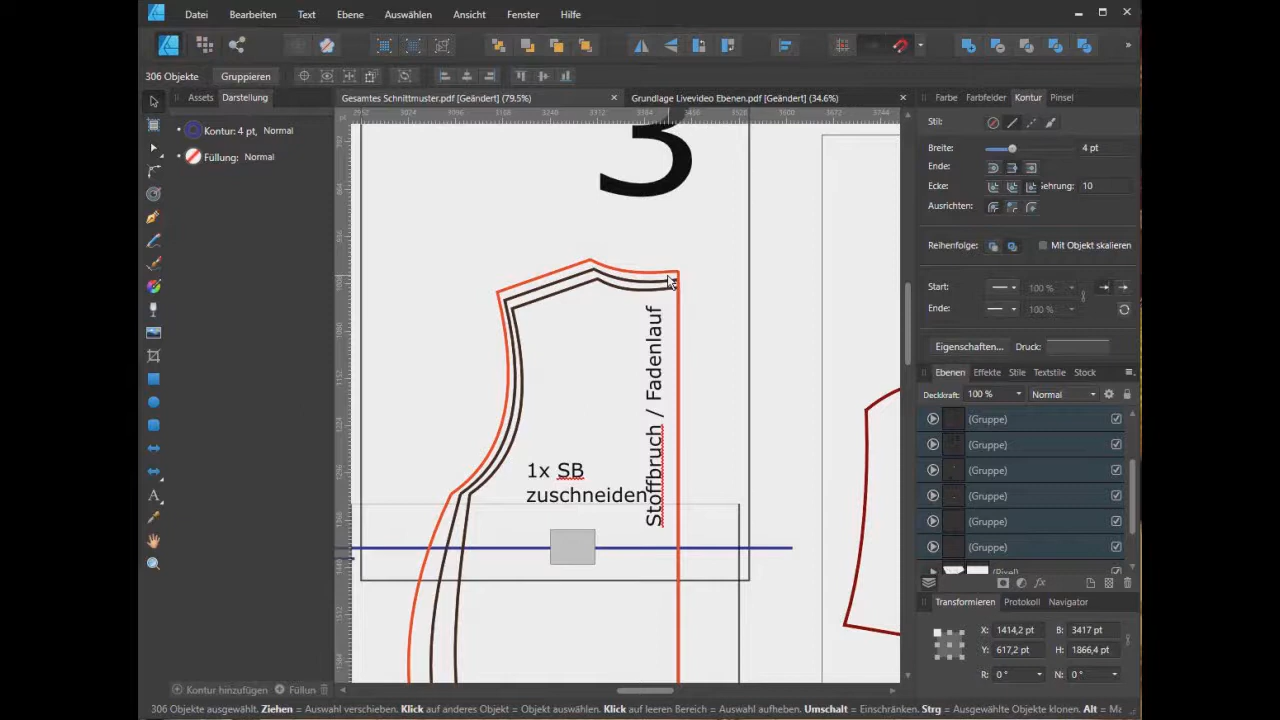 Datei Bearbeiten Text Ebene Auswählen Ansicht Fenster Hilfe
306 Objekte Gruppieren
Assets Darstellung
Gesamtes Schnittmuster.pdf [Geändert] (79.5%)
Grundlage Livevideo Ebenen.pdf [Geändert] (34.6%)
Farbe Farbfelder Kontur Pinsel
Kontur: 4 pt, Normal
Füllung: Normal
Stil:
Breite: 4 pt
Ende:
Ecke: Gehrung: 10
Ausrichten:
Reihenfolge: Mit Objekt skalieren
Start: 100 %
Ende: 100 %
Eigenschaften... Druck:
3
Stoffbruch / Fadenlauf
1x SB
zuschneiden
Ebenen Effekte Stile Textstile Stock
Deckkraft: 100 % Normal
(Gruppe)
(Gruppe)
(Gruppe)
(Gruppe)
(Gruppe)
(Gruppe)
(Pixel)
Transformieren Protokoll Navigator
X: 1414,2 pt B: 3417 pt
Y: 617,2 pt H: 1866,4 pt
R: 0 ° N: 0 °
Kontur hinzufügen Füllun
306 Objekte ausgewählt. Ziehen = Auswahl verschieben. Klick auf anderes Objekt = Objekt auswählen. Klick auf leeren Bereich = Auswahl aufheben. Umschalt = Einschränken. Strg = Ausgewählte Objekte klonen. Alt = Ma